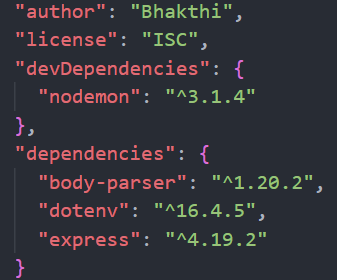 "author": "Bhakthi",
"license": "ISC",
"devDependencies": {
"nodemon": "^3.1.4"
},
"dependencies": {
"body-parser": "^1.20.2",
"dotenv": "^16.4.5",
"express": "^4.19.2"
}